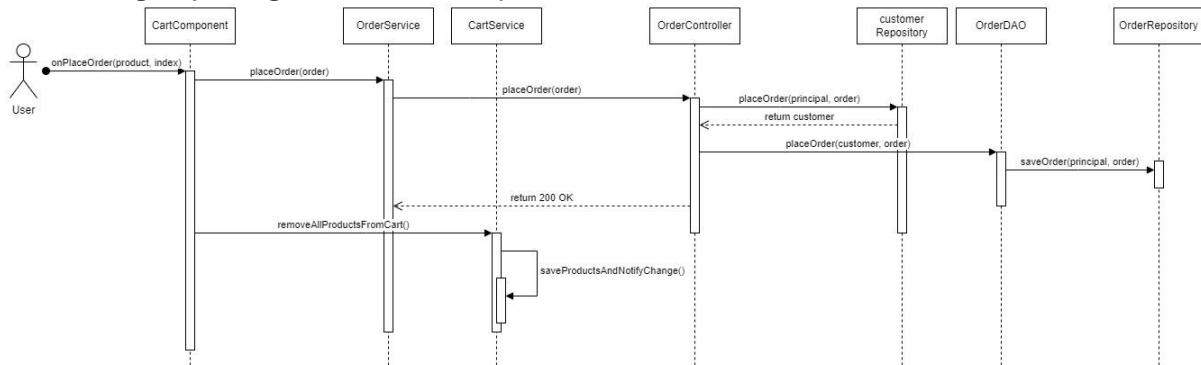 CartComponent
OrderService
CartService
OrderController
customer
Repository
OrderDAO
OrderRepository
User
onPlaceOrder(product, index)
placeOrder(order)
placeOrder(order)
placeOrder(principal, order)
return customer
placeOrder(customer, order)
saveOrder(principal, order)
return 200 OK
removeAllProductsFromCart()
saveProductsAndNotifyChange()